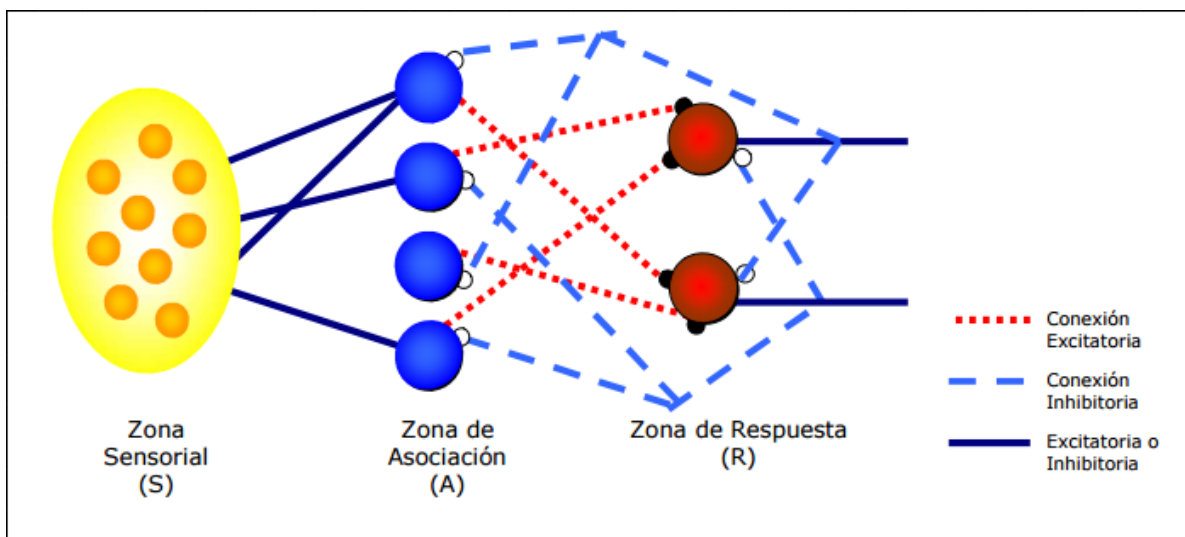 Zona
Sensorial
(S)
Zona de
Asociación
(A)
Zona de Respuesta
(R)
Conexión
Excitatoria
Conexión
Inhibitoria
Excitatoria o
Inhibitoria